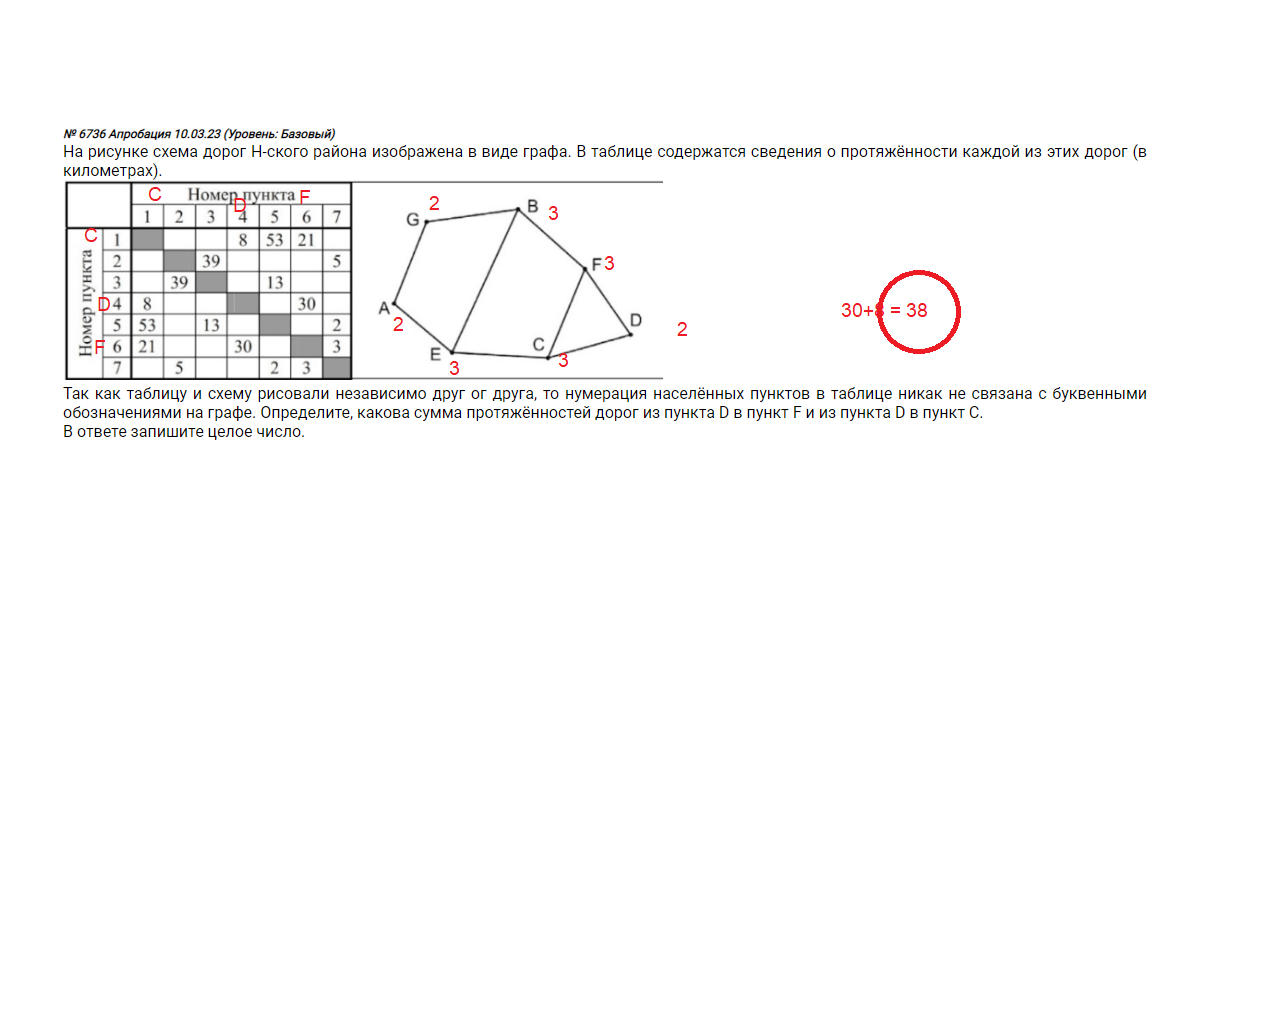 № 6736 Апробация 10.03.23 (Уровень: Базовый)
На рисунке схема дорог Н-ского района изображена в виде графа. В таблице содержатся сведения о протяжённости каждой из этих дорог (в
километрах).
C Номер пункта F
D
1 2 3 4 5 6 7
Номер пункта
C 1 8 53 21
2 39 5
3 39 13
D 4 8 30
5 53 13 2
F 6 21 30 3
7 5 2 3
2
G
B 3
F 3
A
2
D
2
E
3
C
3
30+8 = 38
Так как таблицу и схему рисовали независимо друг ог друга, то нумерация населённых пунктов в таблице никак не связана с буквенными
обозначениями на графе. Определите, какова сумма протяжённостей дорог из пункта D в пункт F и из пункта D в пункт C.
В ответе запишите целое число.